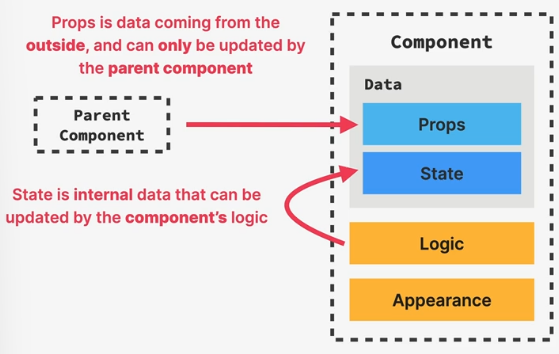 Props is data coming from the
outside, and can only be updated by
the parent component
Parent
Component
State is internal data that can be
updated by the component's logic
Component
Data
Props
State
Logic
Appearance